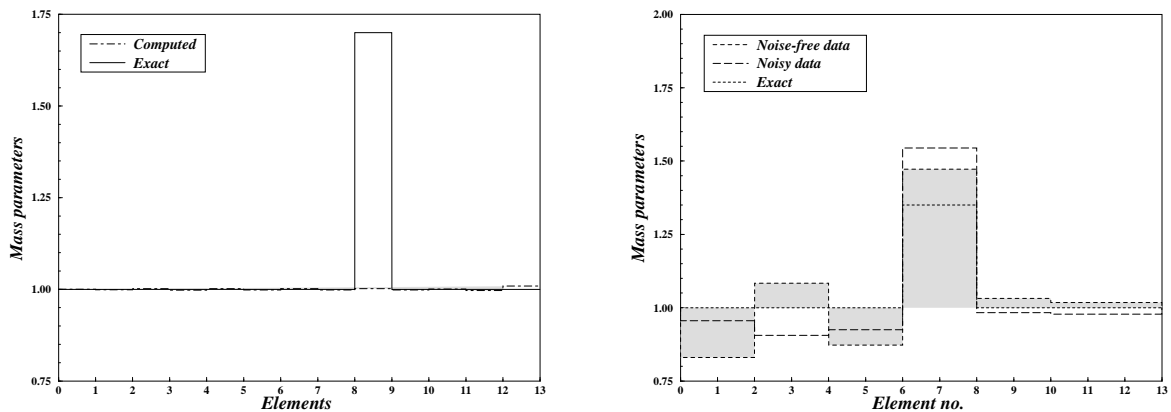 1.75
1.50
1.25
1.00
0.75
Mass parameters
Computed
Exact
0 1 2 3 4 5 6 7 8 9 10 11 12 13
Elements
2.00
1.75
1.50
1.25
1.00
0.75
Mass parameters
Noise-free data
Noisy data
Exact
0 1 2 3 4 5 6 7 8 9 10 11 12 13
Element no.